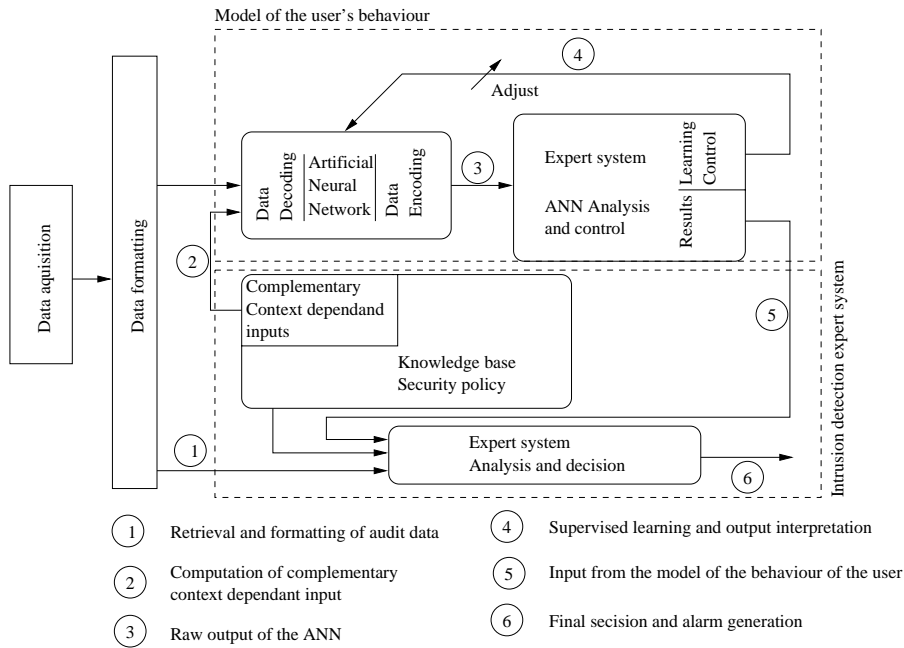 Model of the user's behaviour
4
Adjust
Data aquisition
Data formatting
Data
Decoding
Artificial
Neural
Network
Data
Encoding
3
Expert system
ANN Analysis
and control
Learning
Control
Results
2
Complementary
Context dependand
inputs
Knowledge base
Security policy
5
Intrusion detection expert system
1
Expert system
Analysis and decision
6
1 Retrieval and formatting of audit data
2 Computation of complementary
context dependant input
3 Raw output of the ANN
4 Supervised learning and output interpretation
5 Input from the model of the behaviour of the user
6 Final secision and alarm generation